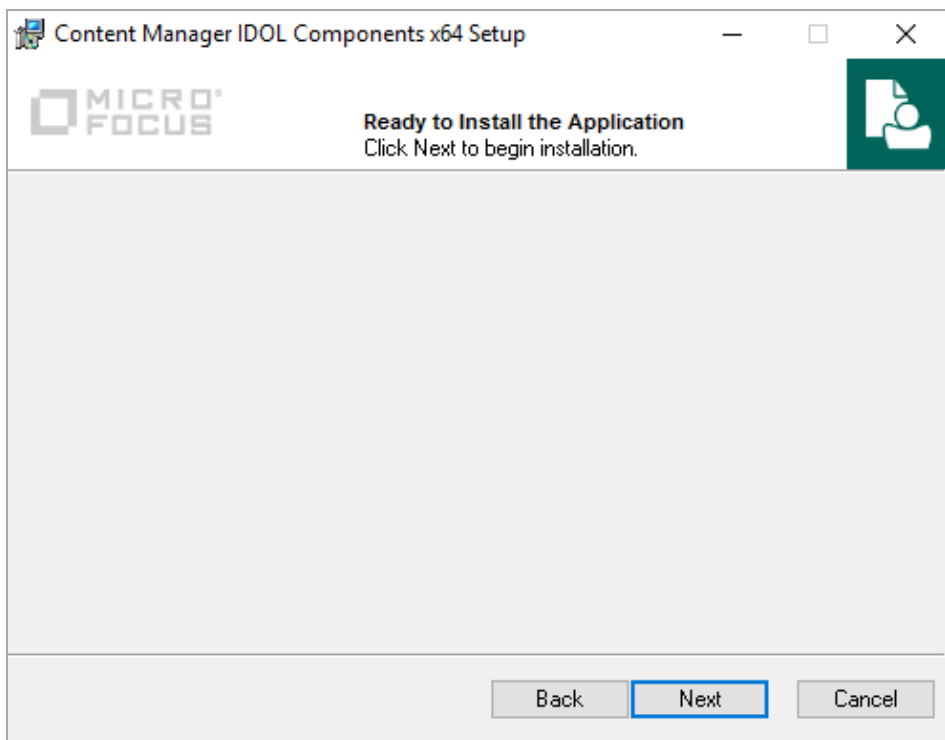 Content Manager IDOL Components x64 Setup
MICRO
FOCUS
Ready to Install the Application
Click Next to begin installation.
Back Next Cancel